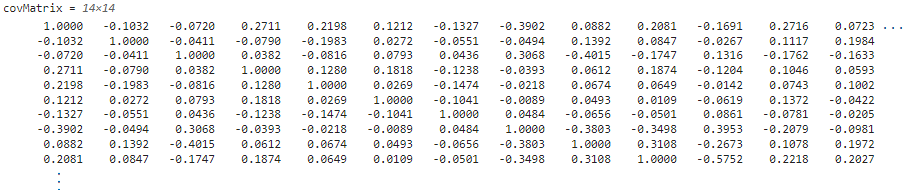 covMatrix = 14×14
1.0000 -0.1032 -0.0720 0.2711 0.2198 0.1212 -0.1327 -0.3902 0.0882 0.2081 -0.1691 0.2716 0.0723 ...
-0.1032 1.0000 -0.0411 -0.0790 -0.1983 0.0272 -0.0551 -0.0494 0.1392 0.0847 -0.0267 0.1117 0.1984
-0.0720 -0.0411 1.0000 0.0382 -0.0816 0.0793 0.0436 0.3068 -0.4015 -0.1747 0.1316 -0.1762 -0.1633
0.2711 -0.0790 0.0382 1.0000 0.1280 0.1818 -0.1238 -0.0393 0.0612 0.1874 -0.1204 0.1046 0.0593
0.2198 -0.1983 -0.0816 0.1280 1.0000 0.0269 -0.1474 -0.0218 0.0674 0.0649 -0.0142 0.0743 0.1002
0.1212 0.0272 0.0793 0.1818 0.0269 1.0000 -0.1041 -0.0089 0.0493 0.0109 -0.0619 0.1372 -0.0422
-0.1327 -0.0551 0.0436 -0.1238 -0.1474 -0.1041 1.0000 0.0484 -0.0656 -0.0501 0.0861 -0.0781 -0.0205
-0.3902 -0.0494 0.3068 -0.0393 -0.0218 -0.0089 0.0484 1.0000 -0.3803 -0.3498 0.3953 -0.2079 -0.0981
0.0882 0.1392 -0.4015 0.0612 0.0674 0.0493 -0.0656 -0.3803 1.0000 0.3108 -0.2673 0.1078 0.1972
0.2081 0.0847 -0.1747 0.1874 0.0649 0.0109 -0.0501 -0.3498 0.3108 1.0000 -0.5752 0.2218 0.2027
⋮